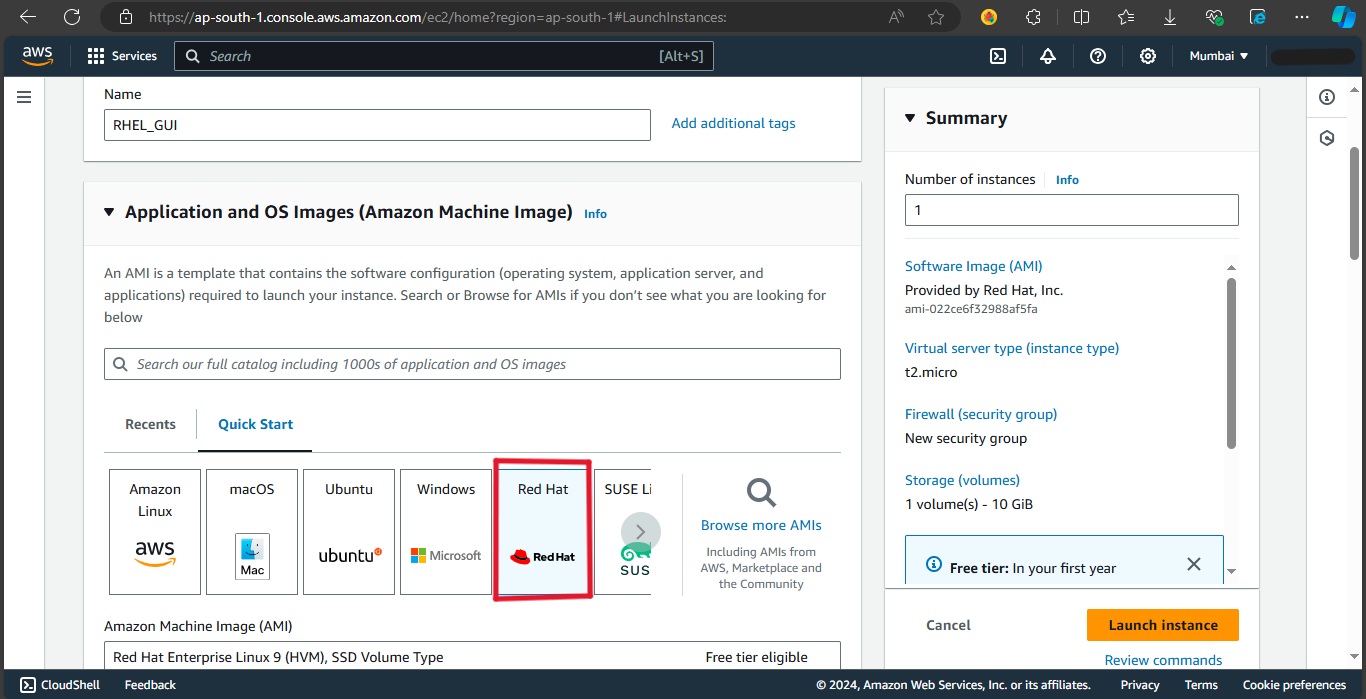 https://ap-south-1.console.aws.amazon.com/ec2/home?region=ap-south-1#LaunchInstances:
aws
Services
Search
[Alt+S]
Mumbai
Name
RHEL_GUI
Add additional tags
Application and OS Images (Amazon Machine Image) Info
An AMI is a template that contains the software configuration (operating system, application server, and
applications) required to launch your instance. Search or Browse for AMIs if you don't see what you are looking for
below
Search our full catalog including 1000s of application and OS images
Recents
Quick Start
Amazon
Linux
aws
macOS
Mac
Ubuntu
ubuntu
Windows
Microsoft
Red Hat
Red Hat
SUSE Li
SUS
Browse more AMIs
Including AMIs from
AWS, Marketplace and
the Community
Amazon Machine Image (AMI)
Red Hat Enterprise Linux 9 (HVM), SSD Volume Type
Free tier eligible
Summary
Number of instances
Info
1
Software Image (AMI)
Provided by Red Hat, Inc.
ami-022ce6f32988af5fa
Virtual server type (instance type)
t2.micro
Firewall (security group)
New security group
Storage (volumes)
1 volume(s) - 10 GiB
Free tier: In your first year
Cancel
Launch instance
Review commands
CloudShell
Feedback
© 2024, Amazon Web Services, Inc. or its affiliates.
Privacy
Terms
Cookie preferences